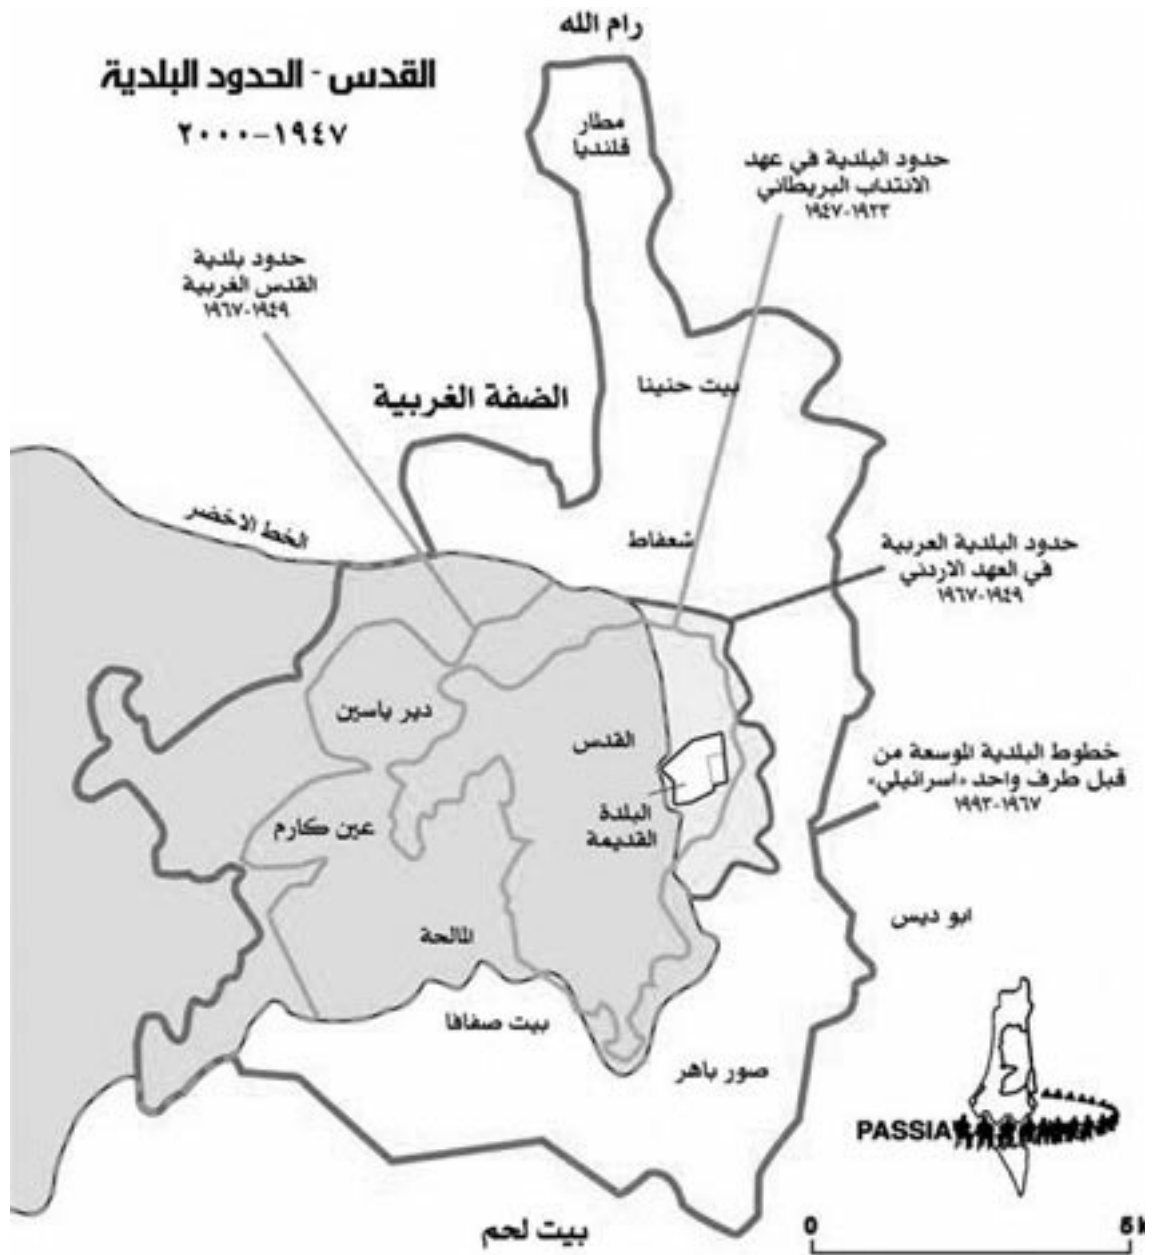 رام الله
القدس - الحدود البلدية
١٩٤٧-٢٠٠٠
مطار
قلنديا
حدود البلدية في عهد
الانتداب البريطاني
١٩٢٣-١٩٤٧
حدود بلدية
القدس الغربية
١٩٤٩-١٩٦٧
الضفة الغربية
بيت حنينا
الخط الاخضر
شعفاط
حدود البلدية العربية
في العهد الاردني
١٩٤٩-١٩٦٧
دير ياسين
القدس
خطوط البلدية الموسعة من
قبل طرف واحد «اسرائيلي»
١٩٦٧-١٩٩٣
البلدة
القديمة
عين كارم
ابو ديس
المالحة
بيت صفافا
صور باهر
PASSIA
بيت لحم
0 5